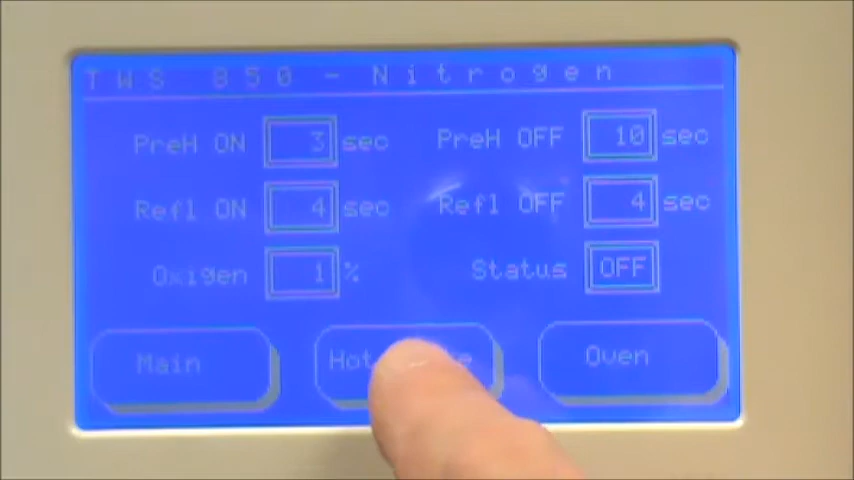 TWS 850 - Nitrogen
PreH ON 3 sec PreH OFF 10 sec
Refl ON 4 sec Refl OFF 4 sec
Oxigen 1 % Status OFF
Main Oven